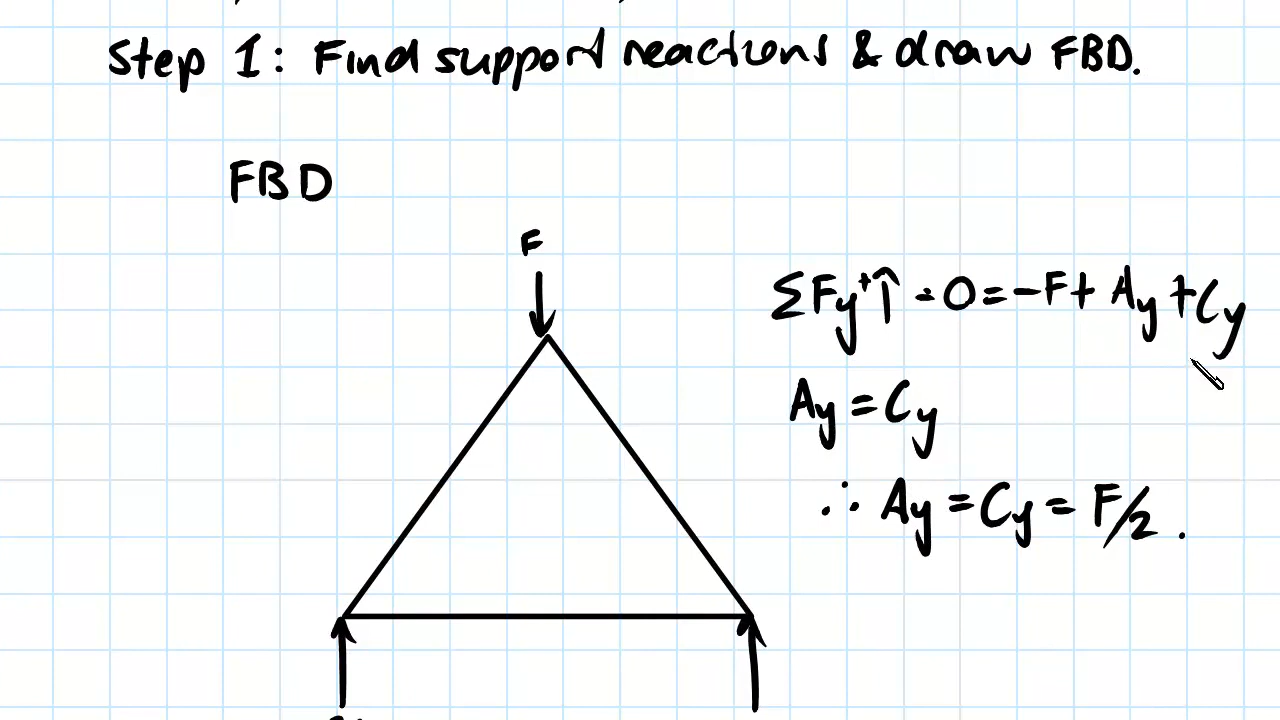 Step 1: Find support reactions & draw FBD.
FBD
F
ΣFy+↑ = 0 = -F + Ay + Cy
Ay = Cy
∴ Ay = Cy = F/2.